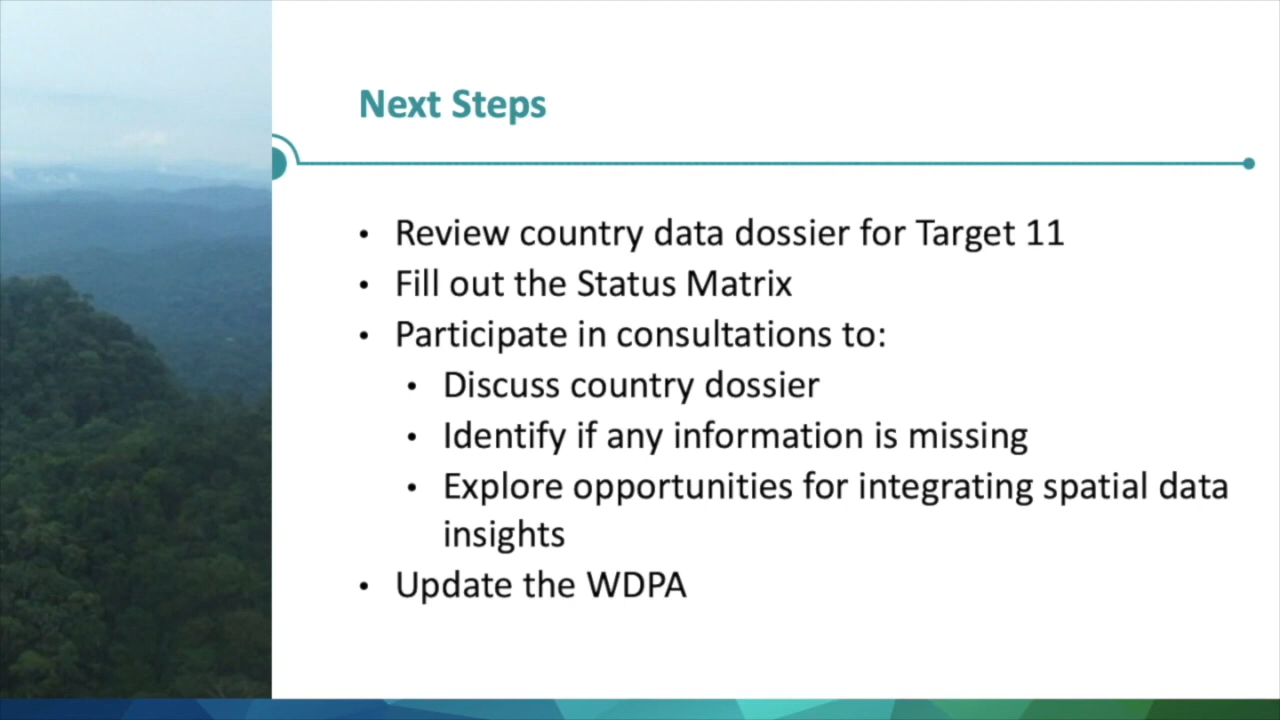 Next Steps
• Review country data dossier for Target 11
• Fill out the Status Matrix
• Participate in consultations to:
• Discuss country dossier
• Identify if any information is missing
• Explore opportunities for integrating spatial data
insights
• Update the WDPA